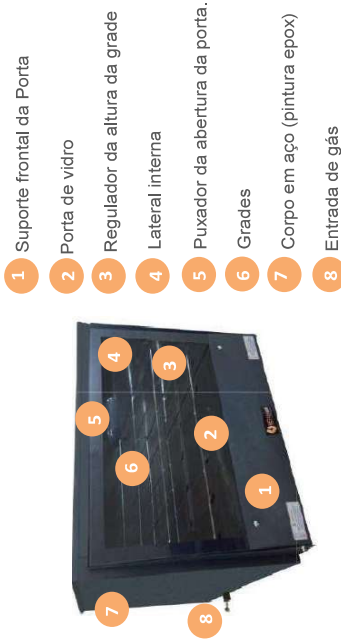 1 Suporte frontal da Porta
2 Porta de vidro
3 Regulador da altura da grade
4 Lateral interna
5 Puxador da abertura da porta.
6 Grades
7 Corpo em aço (pintura epox)
8 Entrada de gás
7
5
4
6
3
2
1
8